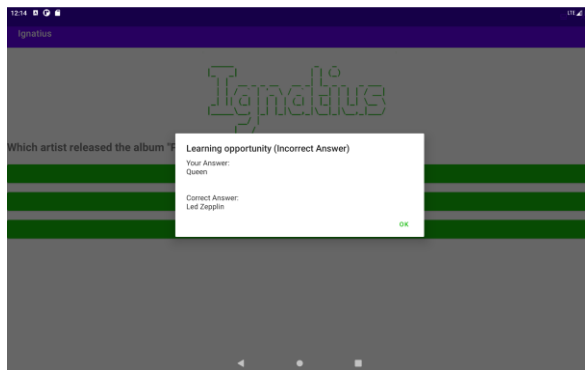 12:14
LTE
Ignatius
Ignatius
Which artist released the album "P
Learning opportunity (Incorrect Answer)
Your Answer:
Queen
Correct Answer:
Led Zepplin
OK